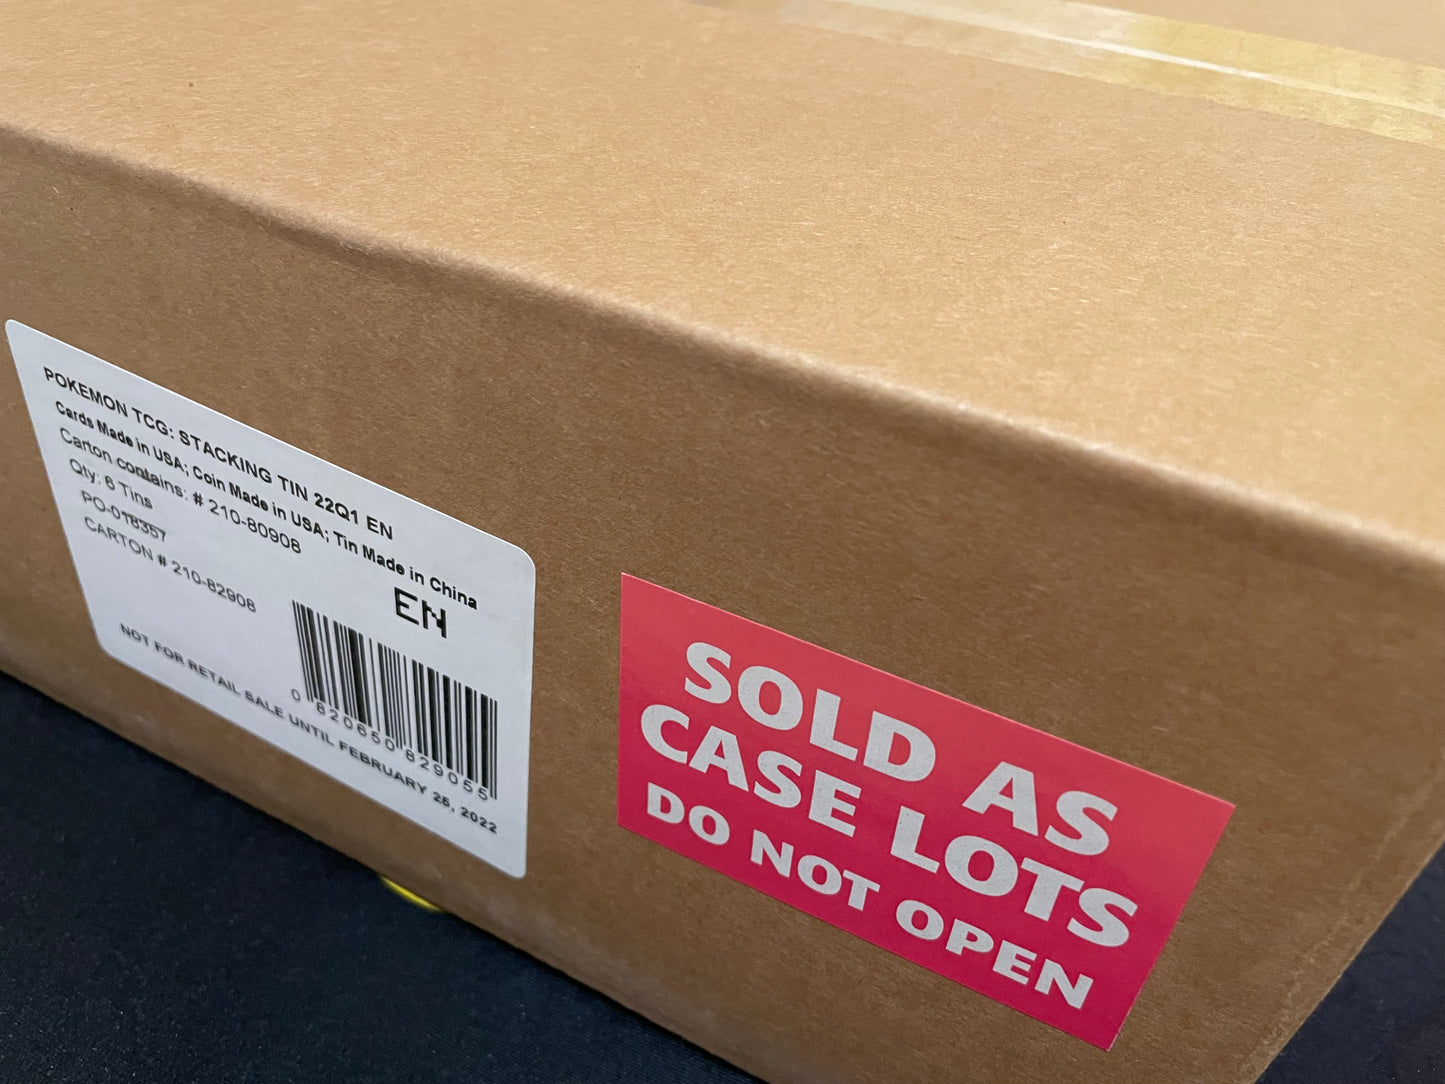 POKEMON TCG: STACKING TIN 22Q1 EN
Cards Made in USA; Coin Made in USA; Tin Made in China
Carton contains: # 210-80908
Qty: 6 Tins
PO-018357
CARTON # 210-82908
EN
0 820650 829055
NOT FOR RETAIL SALE UNTIL FEBRUARY 25, 2022
SOLD AS
CASE LOTS
DO NOT OPEN